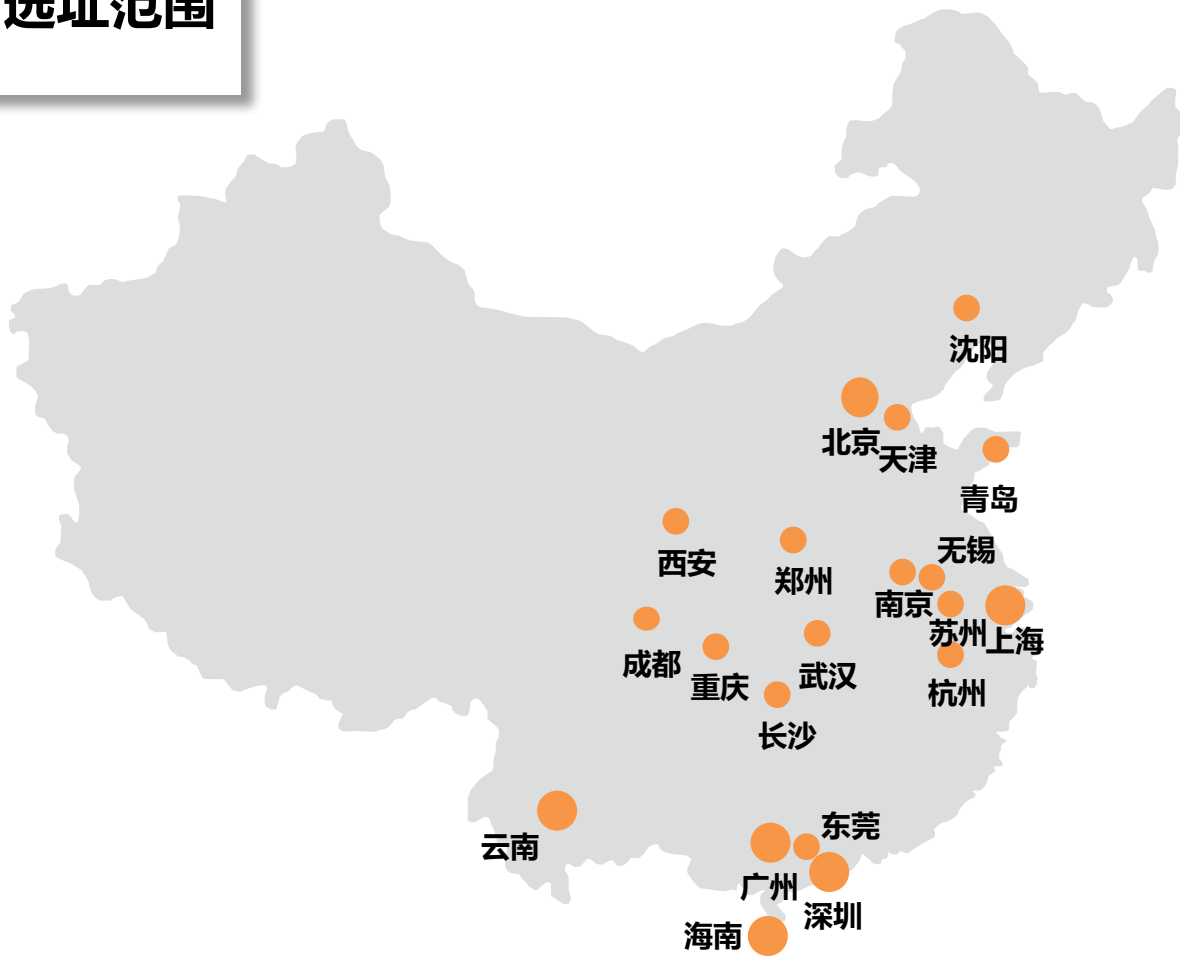 选址范围
沈阳
北京
天津
青岛
无锡
西安
郑州
南京
苏州
上海
成都
武汉
重庆
杭州
长沙
东莞
云南
广州
深圳
海南